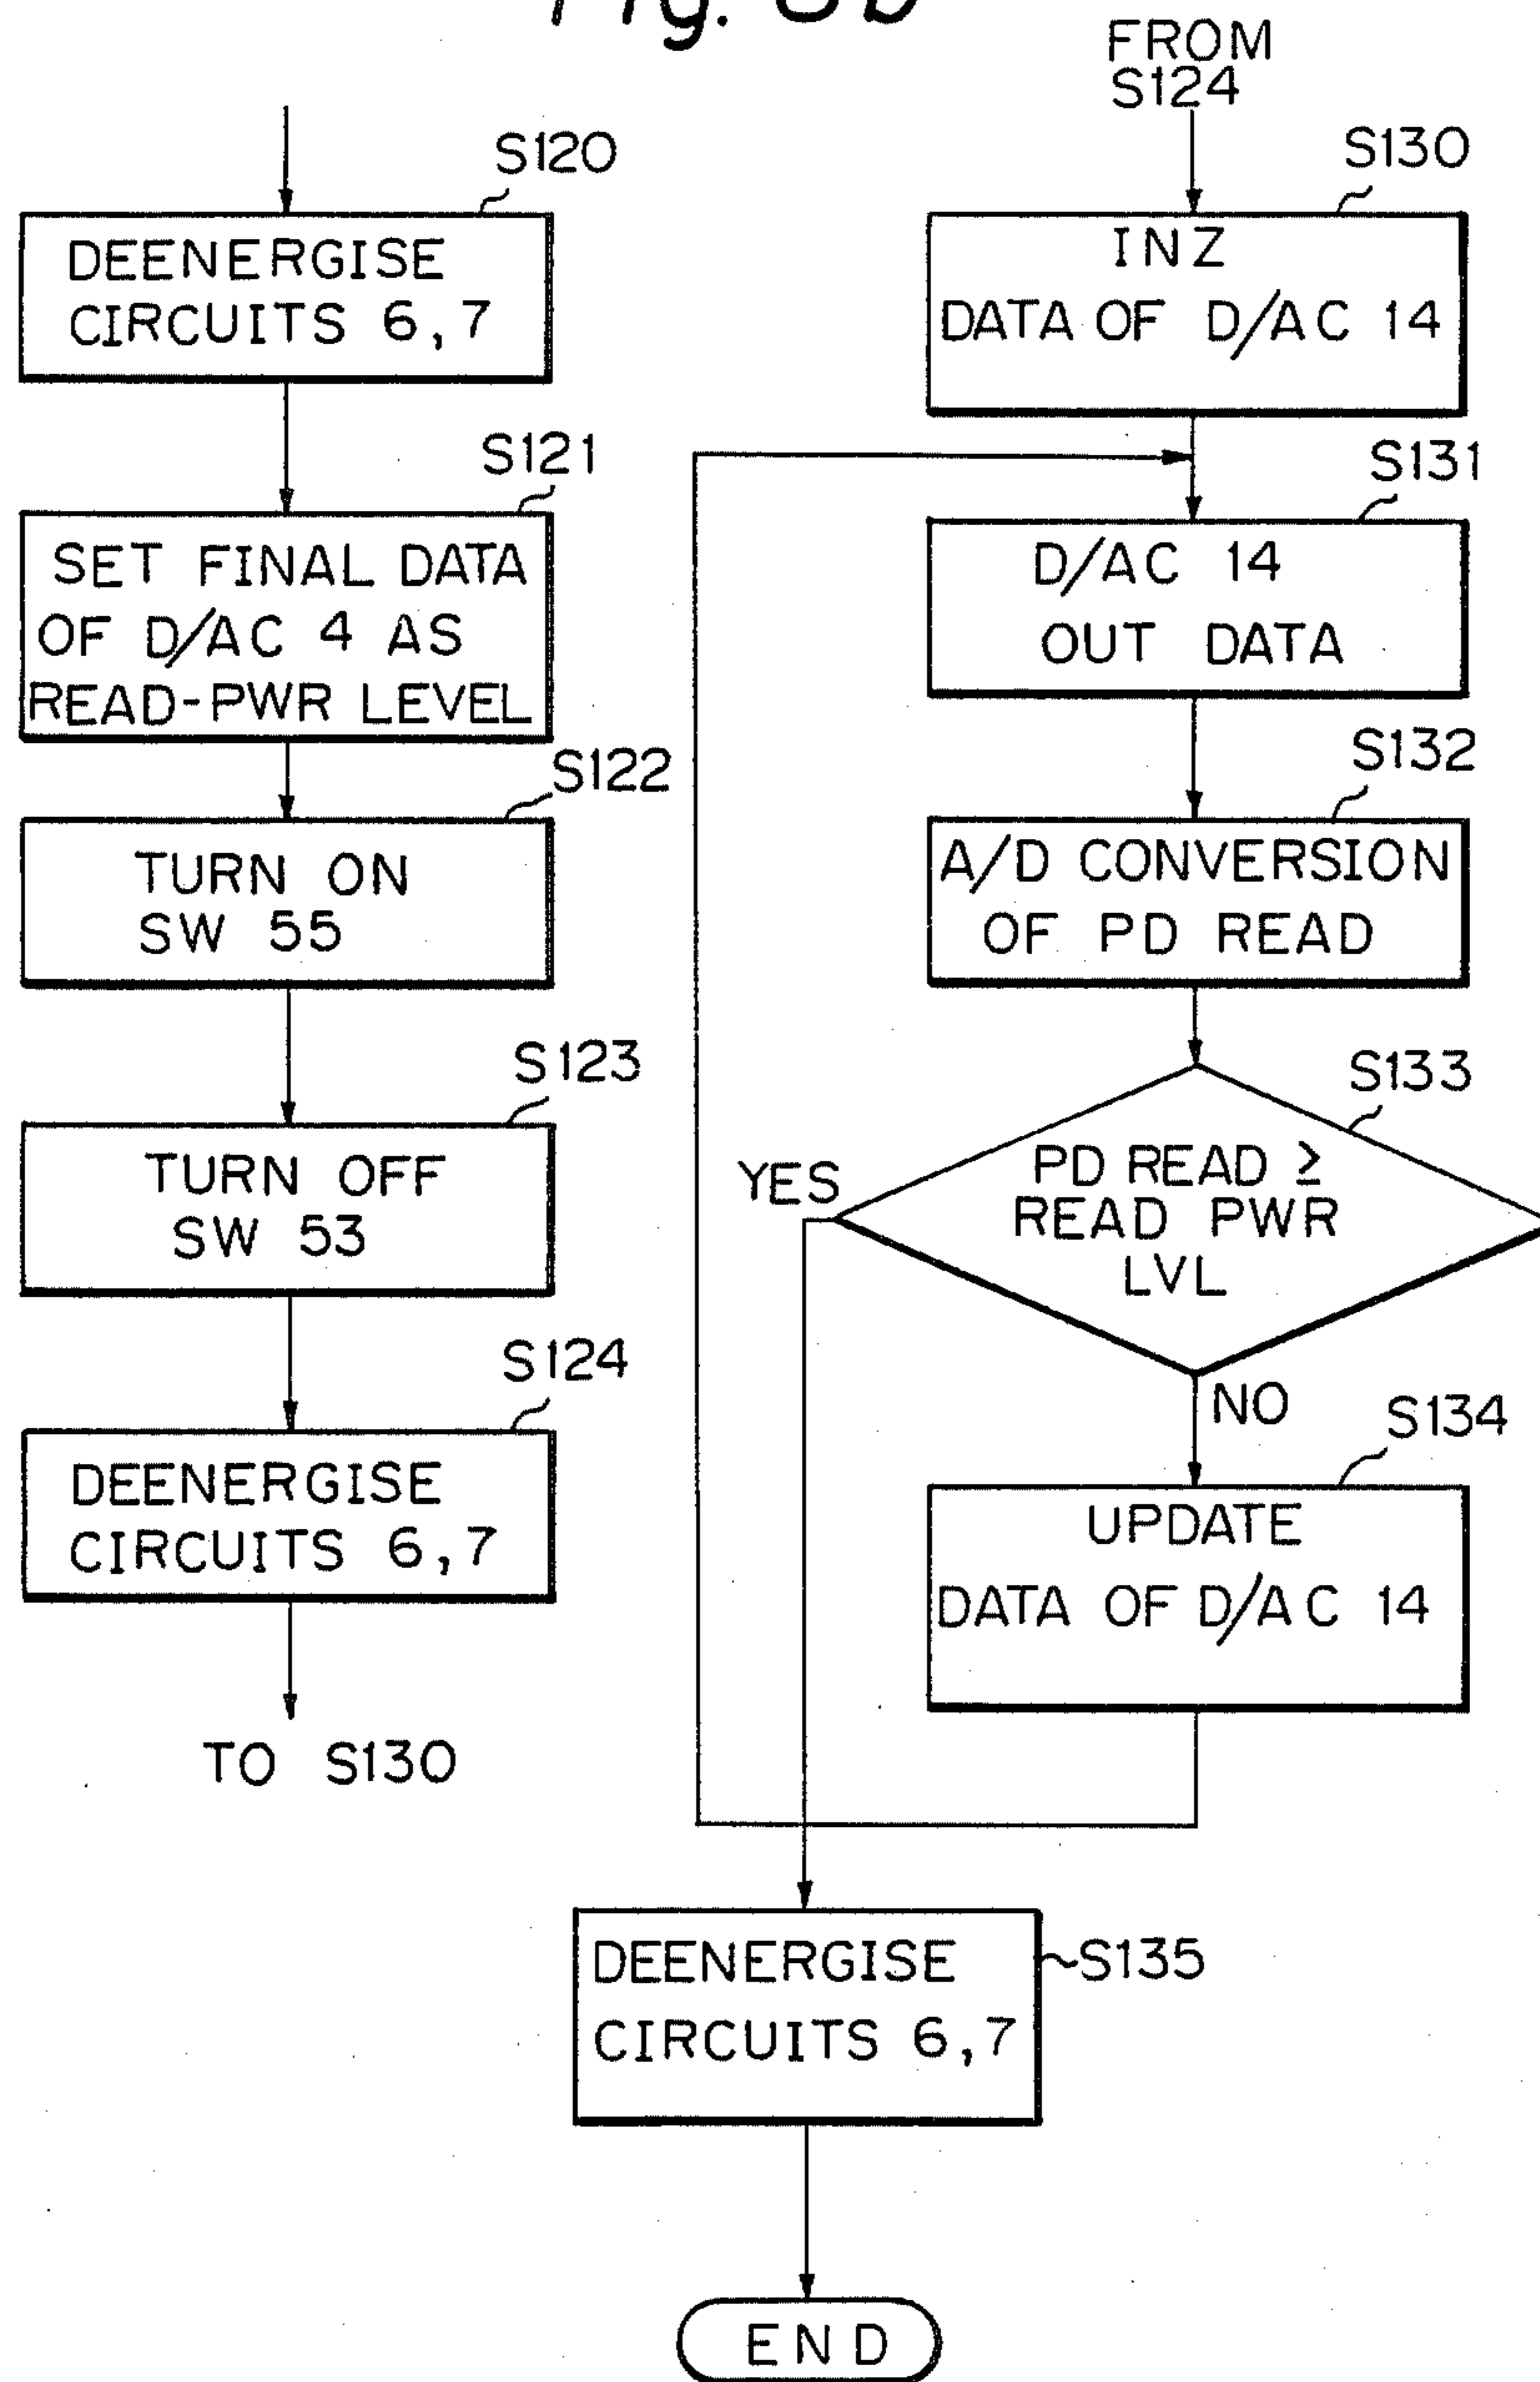 Fig.
S120
DEENERGISE
CIRCUITS 6,7
S121
SET FINAL DATA
OF D/AC 4 AS
READ-PWR LEVEL
S122
TURN ON
SW 55
S123
TURN OFF
SW 53
S124
DEENERGISE
CIRCUITS 6,7
TO S130
FROM
S124
S130
INZ
DATA OF D/AC 14
S131
D/AC 14
OUT DATA
S132
A/D CONVERSION
OF PD READ
S133
PD READ ≥
READ PWR
LVL
YES
NO
S134
UPDATE
DATA OF D/AC 14
S135
DEENERGISE
CIRCUITS 6,7
END